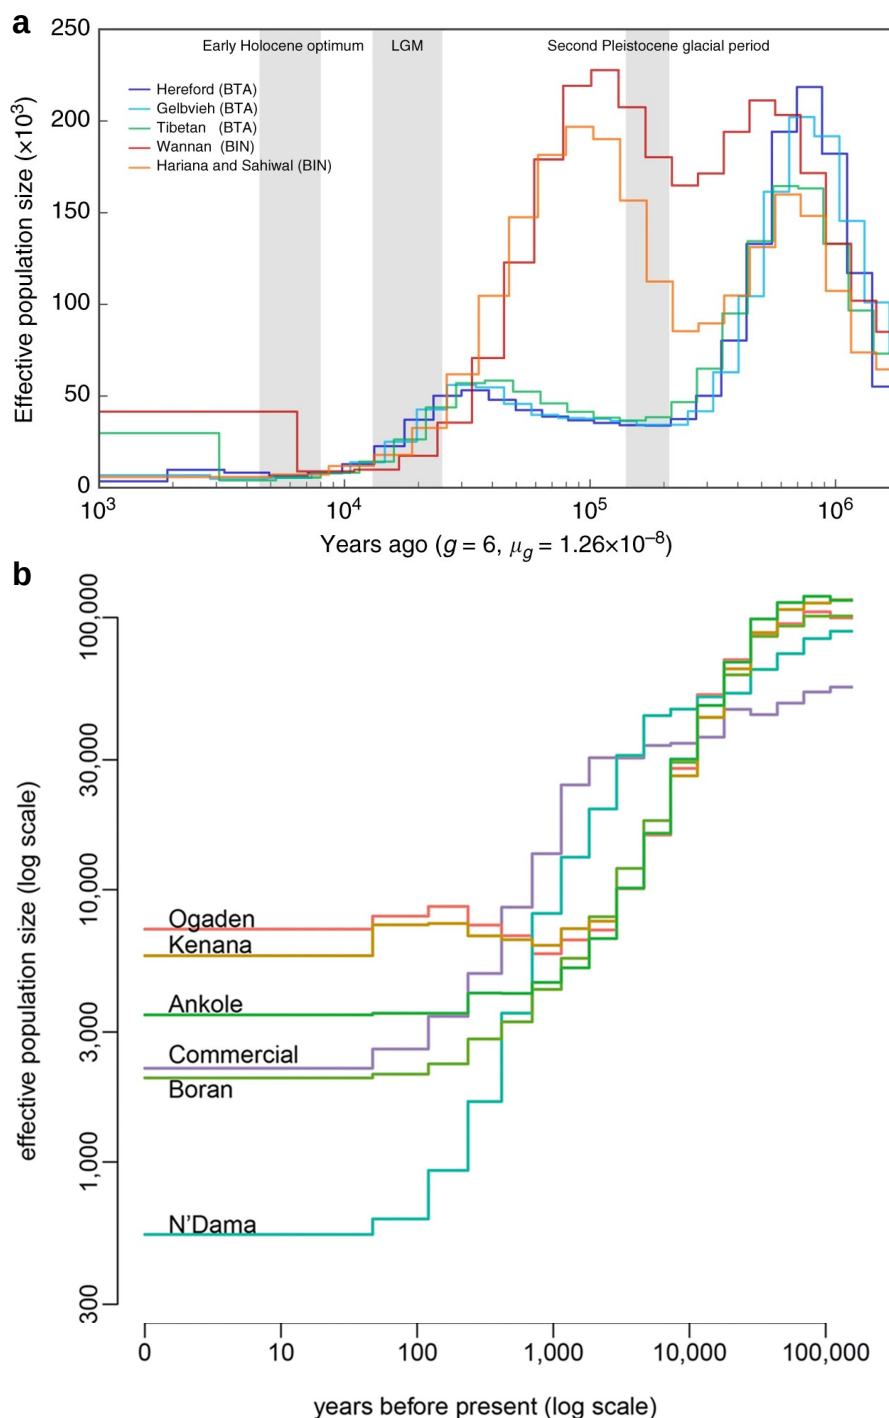 a
250
200
150
100
50
0
Effective population size (×10³)
Early Holocene optimum LGM Second Pleistocene glacial period
Hereford (BTA)
Gelbvieh (BTA)
Tibetan (BTA)
Wannan (BIN)
Hariana and Sahiwal (BIN)
10³ 10⁴ 10⁵ 10⁶
Years ago (g = 6, μg = 1.26×10⁻⁸)
b
100,000
30,000
10,000
3,000
1,000
300
effective population size (log scale)
Ogaden
Kenana
Ankole
Commercial
Boran
N'Dama
0 10 100 1,000 10,000 100,000
years before present (log scale)